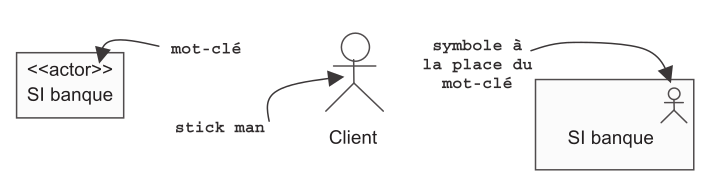 mot-clé
<<actor>>
SI banque
stick man
Client
symbole à
la place du
mot-clé
SI banque